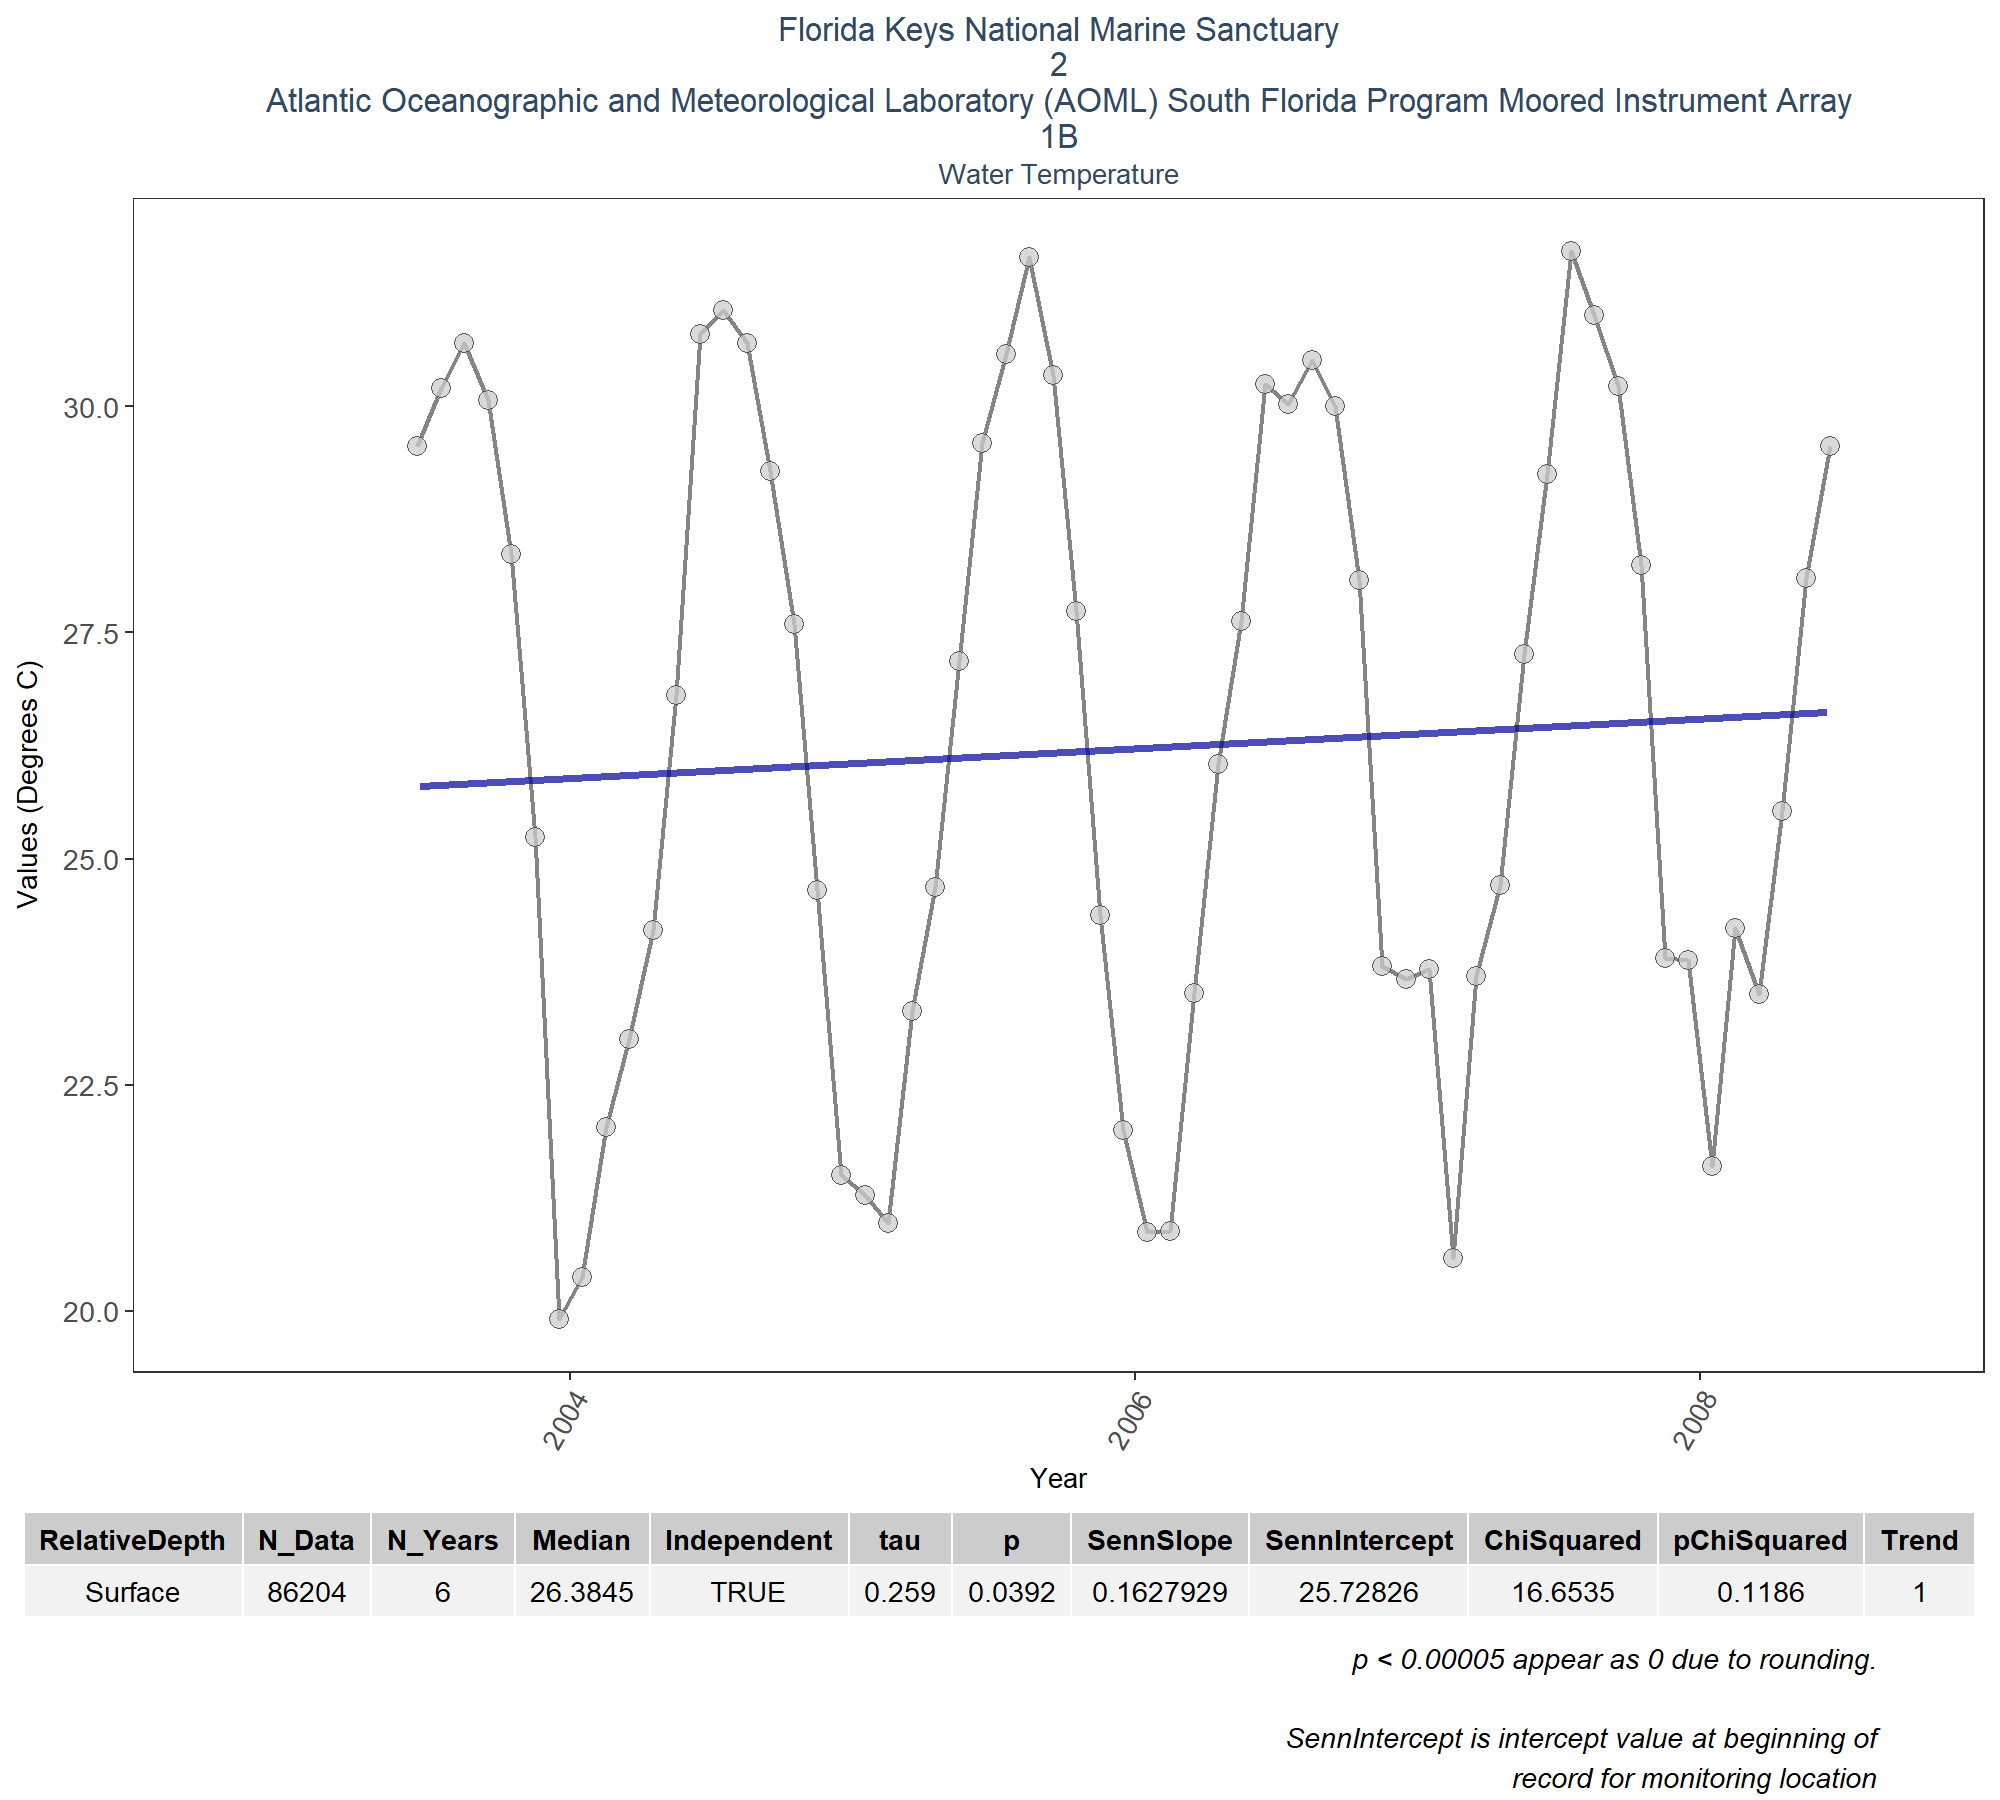 Florida Keys National Marine Sanctuary
2
Atlantic Oceanographic and Meteorological Laboratory (AOML) South Florida Program Moored Instrument Array
1B
Water Temperature
Values (Degrees C)
30.0
27.5
25.0
22.5
20.0
2004 2006 2008
Year
RelativeDepth N_Data N_Years Median Independent tau p SennSlope SennIntercept ChiSquared pChiSquared Trend
Surface 86204 6 26.3845 TRUE 0.259 0.0392 0.1627929 25.72826 16.6535 0.1186 1
p < 0.00005 appear as 0 due to rounding.
SennIntercept is intercept value at beginning of
record for monitoring location